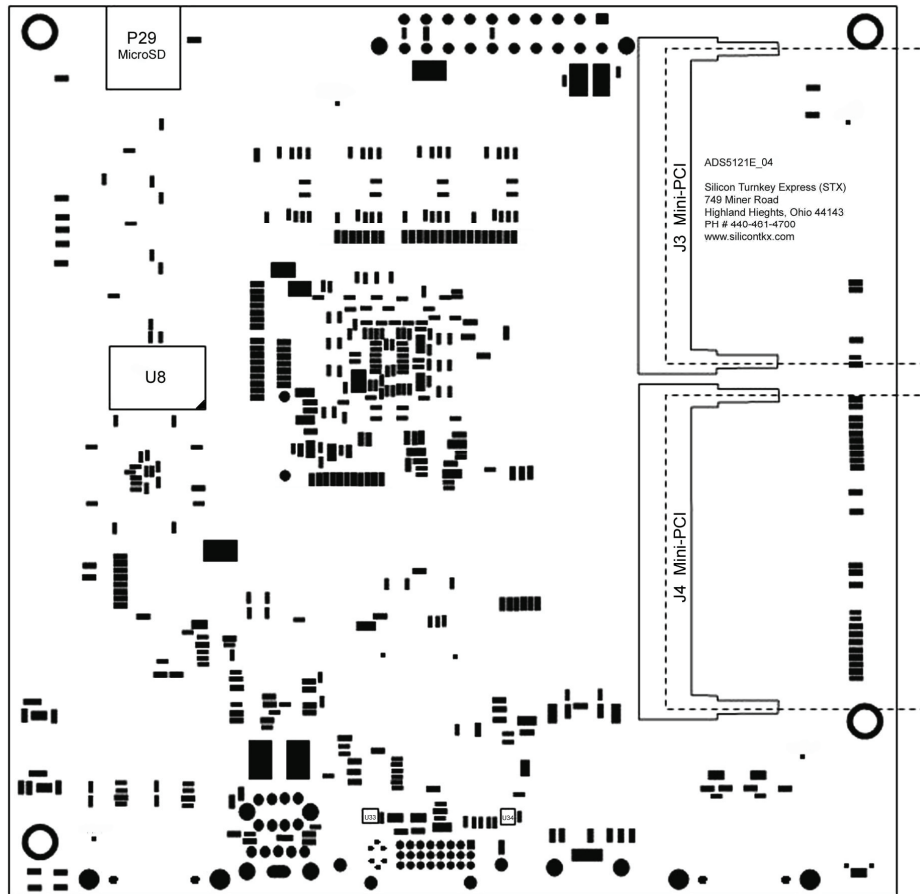 P29
MicroSD
ADS5121E_04
Silicon Turnkey Express (STX)
749 Miner Road
Highland Hieghts, Ohio 44143
PH # 440-461-4700
www.silicontkx.com
J3 Mini-PCI
U8
J4 Mini-PCI
U33
U34